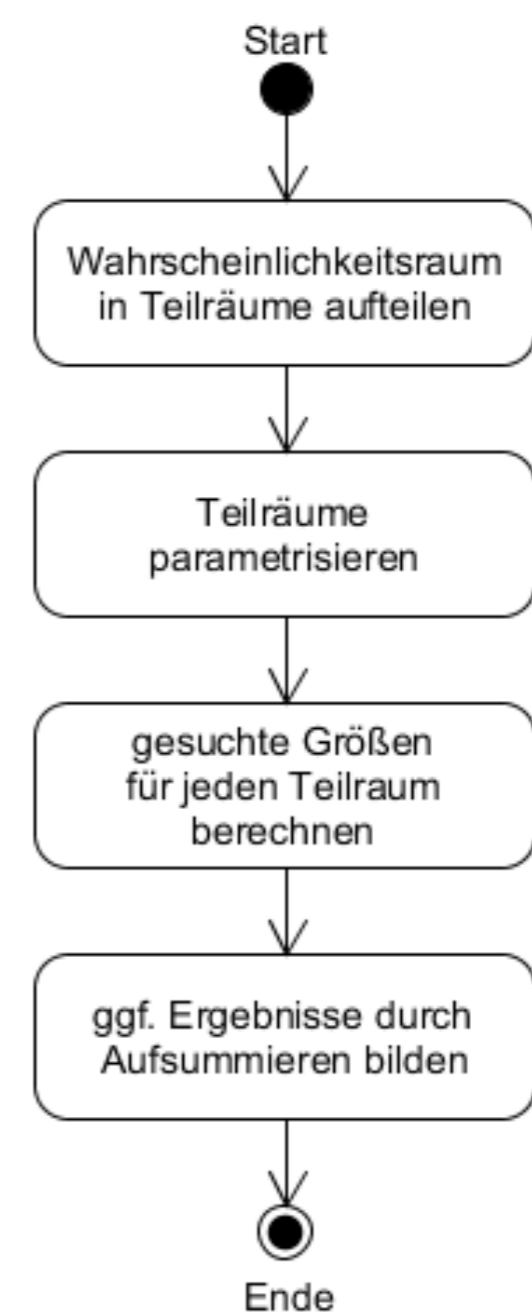 Start
Wahrscheinlichkeitsraum
in Teilräume aufteilen
Teilräume
parametrisieren
gesuchte Größen
für jeden Teilraum
berechnen
ggf. Ergebnisse durch
Aufsummieren bilden
Ende